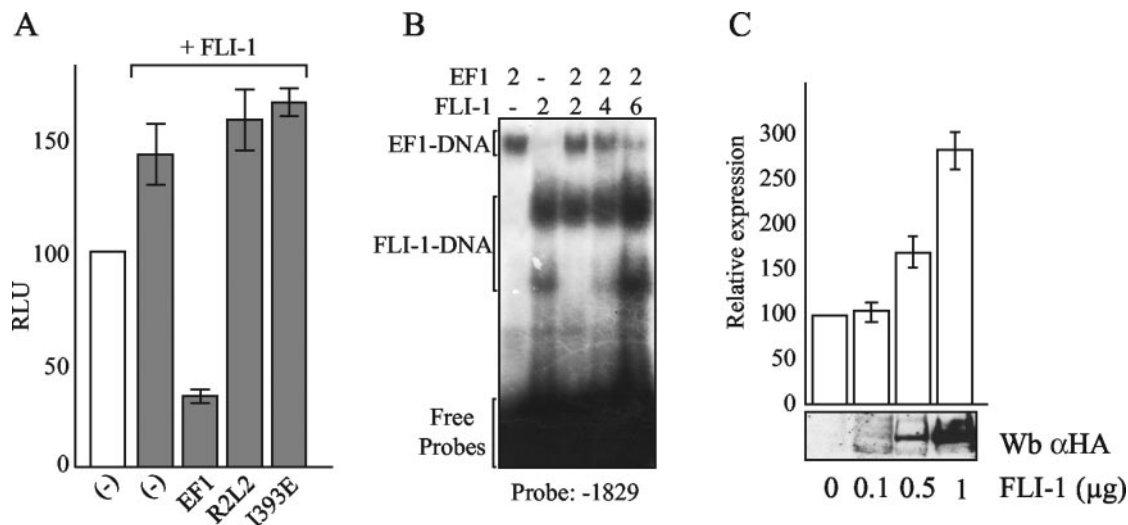 A
+ FLI-1
RLU
150
100
50
0
(-)
(-)
EF1
R2L2
I393E
B
EF1 2 - 2 2 2
FLI-1 - 2 2 4 6
EF1-DNA
FLI-1-DNA
Free
Probes
Probe: -1829
C
Relative expression
300
250
200
150
100
50
0
Wb αHA
0 0.1 0.5 1 FLI-1 (μg)